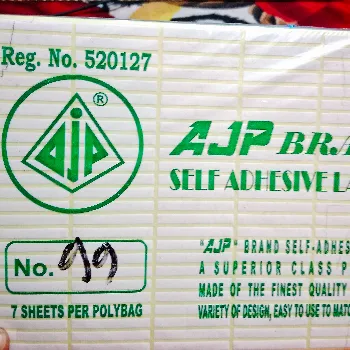 Reg. No. 520127
®
AJP
AJP BRA
SELF ADHESIVE LA
No. 99
7 SHEETS PER POLYBAG
"AJP" BRAND SELF-ADHES
A SUPERIOR CLASS P
MADE OF THE FINEST QUALITY
VARIETY OF DESIGN, EASY TO USE TO MATC